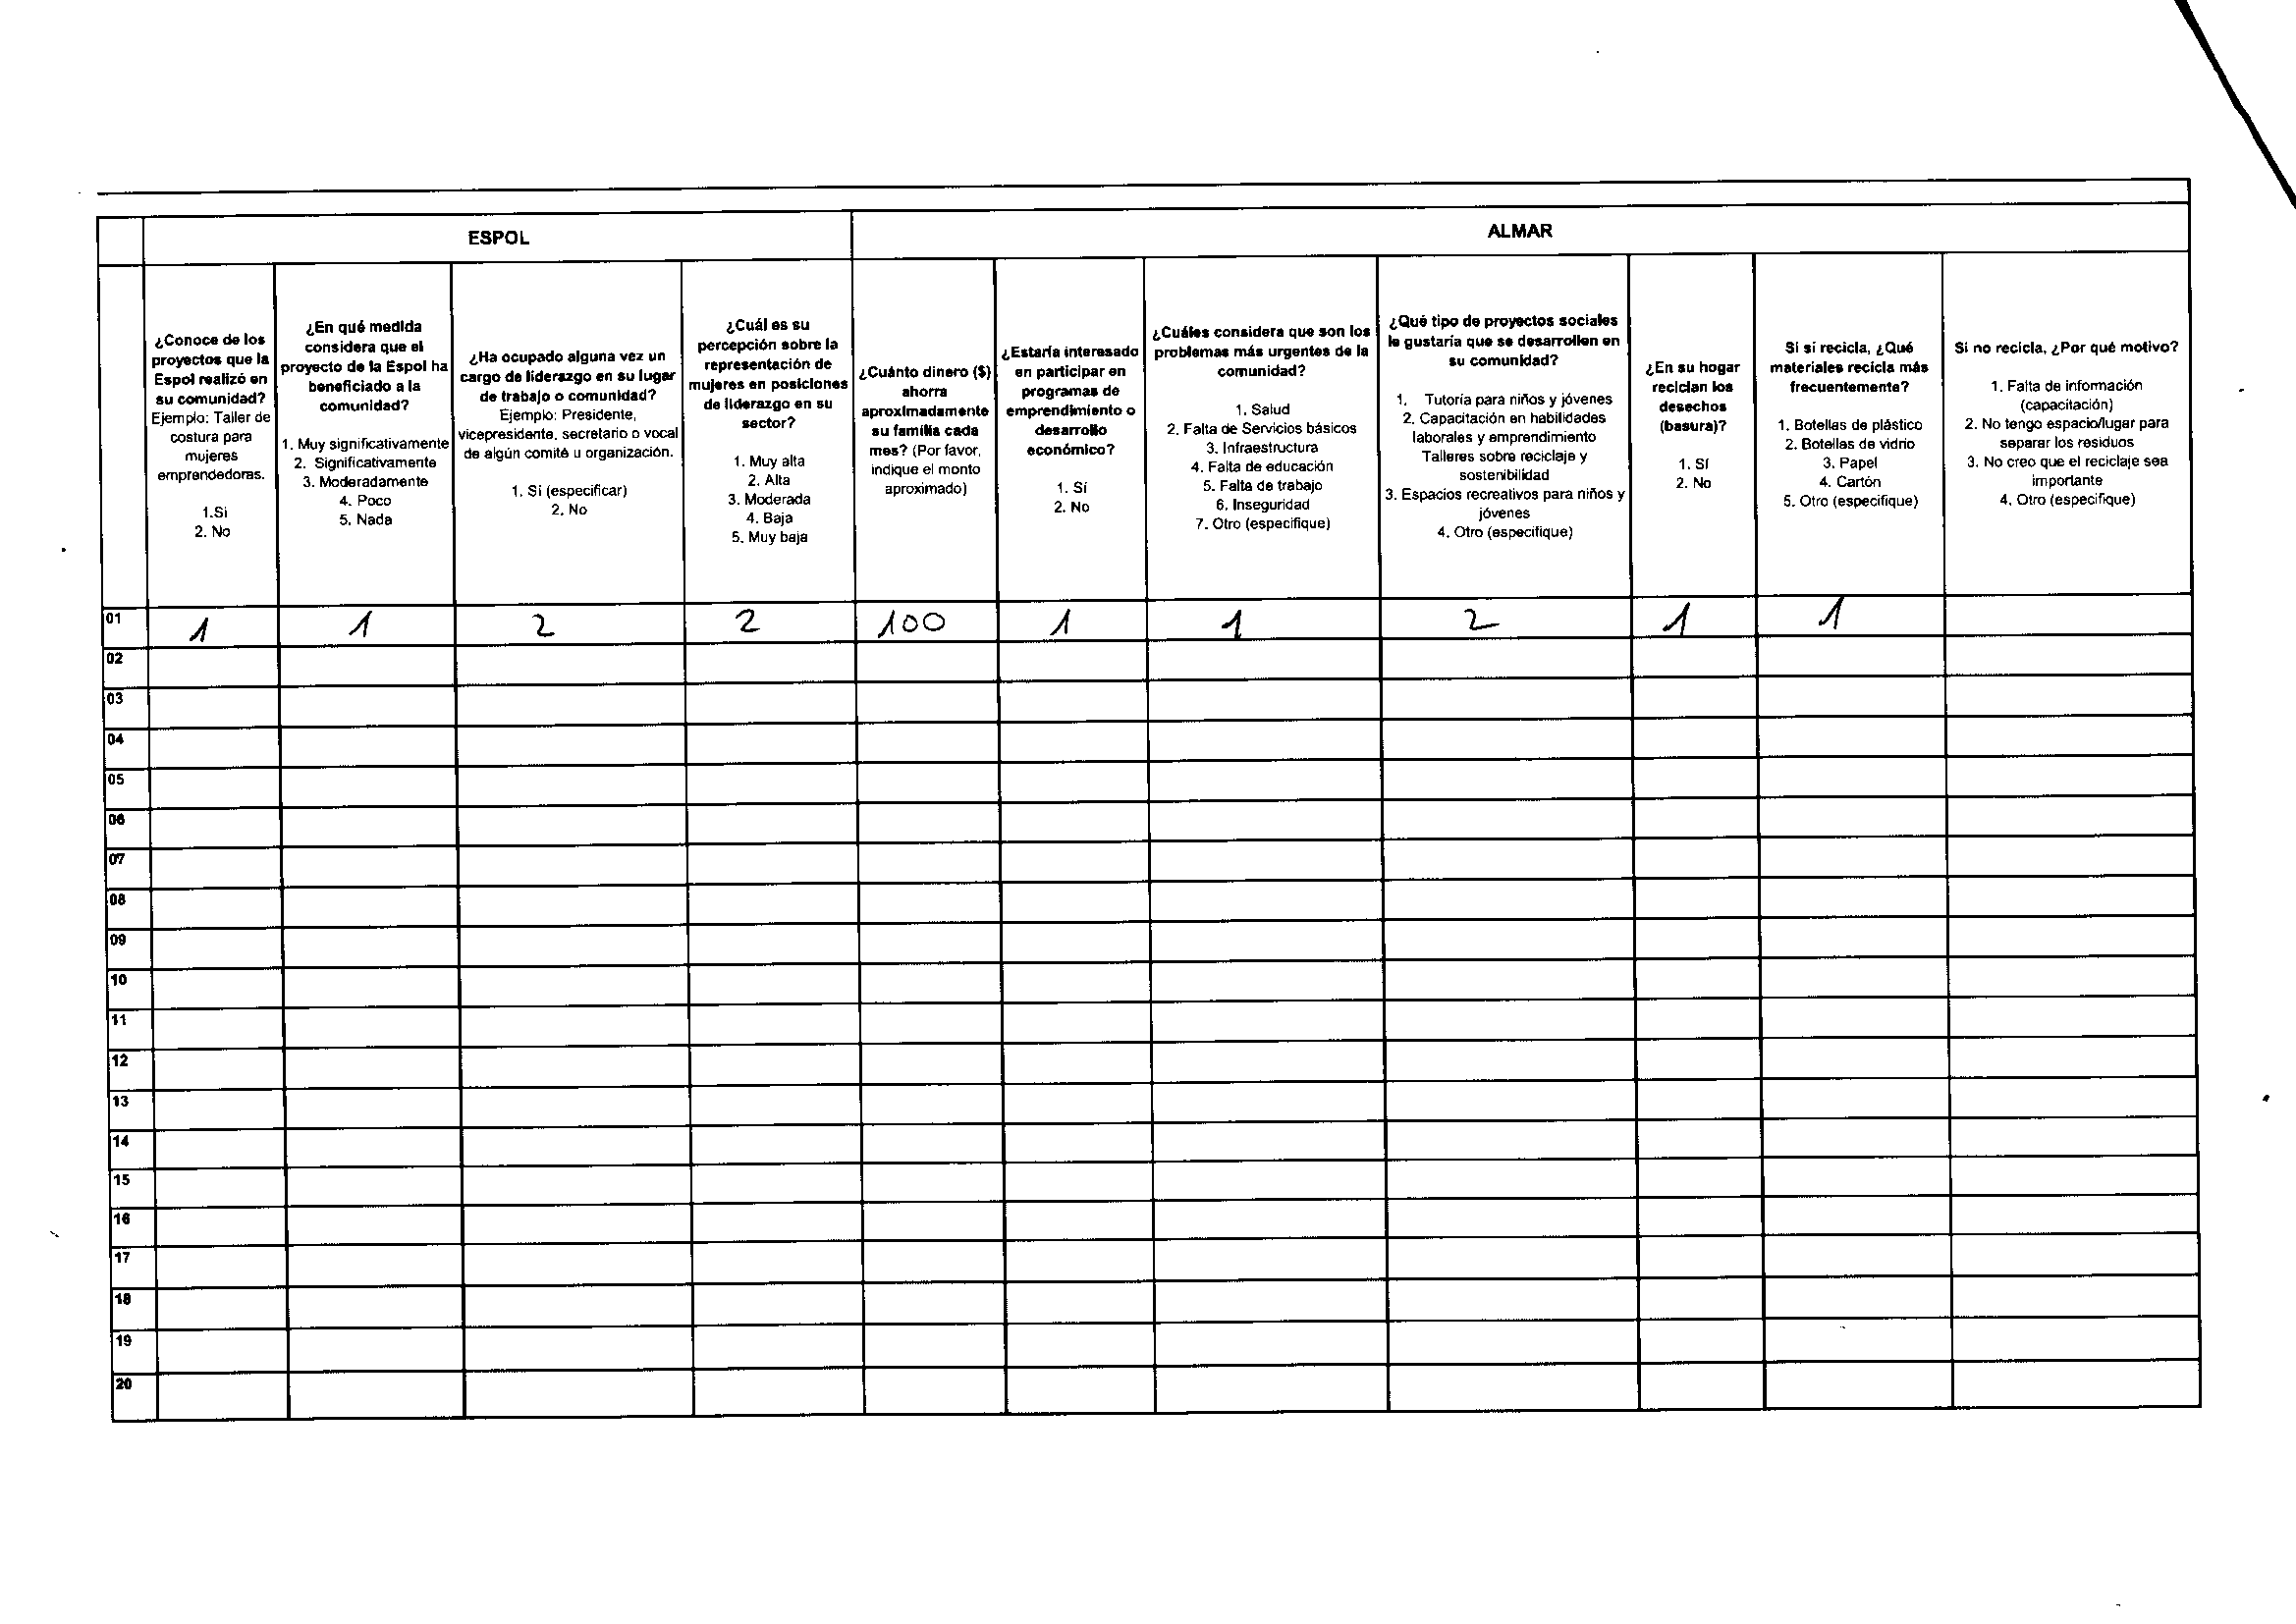 ESPOL
ALMAR
¿Conoce de los
proyectos que la
Espol realizó en
su comunidad?
Ejemplo: Taller de
costura para
mujeres
emprendedoras.
1.Si
2. No
¿En qué medida
considera que el
proyecto de la Espol ha
beneficiado a la
comunidad?
1. Muy significativamente
2. Significativamente
3. Moderadamente
4. Poco
5. Nada
¿Ha ocupado alguna vez un
cargo de liderazgo en su lugar
de trabajo o comunidad?
Ejemplo: Presidente,
vicepresidente, secretario o vocal
de algún comité u organización.
1. Si (especificar)
2. No
¿Cuál es su
percepción sobre la
representación de
mujeres en posiciones
de liderazgo en su
sector?
1. Muy alta
2. Alta
3. Moderada
4. Baja
5. Muy baja
¿Cuánto dinero ($)
ahorra
aproximadamente
su familia cada
mes? (Por favor,
indique el monto
aproximado)
¿Estaría interesado
en participar en
programas de
emprendimiento o
desarrollo
económico?
1. Sí
2. No
¿Cuáles considera que son los
problemas más urgentes de la
comunidad?
1. Salud
2. Falta de Servicios básicos
3. Infraestructura
4. Falta de educación
5. Falta de trabajo
6. Inseguridad
7. Otro (especifique)
¿Qué tipo de proyectos sociales
le gustaría que se desarrollen en
su comunidad?
1. Tutoría para niños y jóvenes
2. Capacitación en habilidades
laborales y emprendimiento
Talleres sobre reciclaje y
sostenibilidad
3. Espacios recreativos para niños y
jóvenes
4. Otro (especifique)
¿En su hogar
reciclan los
desechos
(basura)?
1. Sí
2. No
Si sí recicla, ¿Qué
materiales recicla más
frecuentemente?
1. Botellas de plástico
2. Botellas de vidrio
3. Papel
4. Cartón
5. Otro (especifique)
Si no recicla, ¿Por qué motivo?
1. Falta de información
(capacitación)
2. No tengo espacio/lugar para
separar los residuos
3. No creo que el reciclaje sea
importante
4. Otro (especifique)
01 1 1 2 2 100 1 1 2 1 1
02
03
04
05
06
07
08
09
10
11
12
13
14
15
16
17
18
19
20